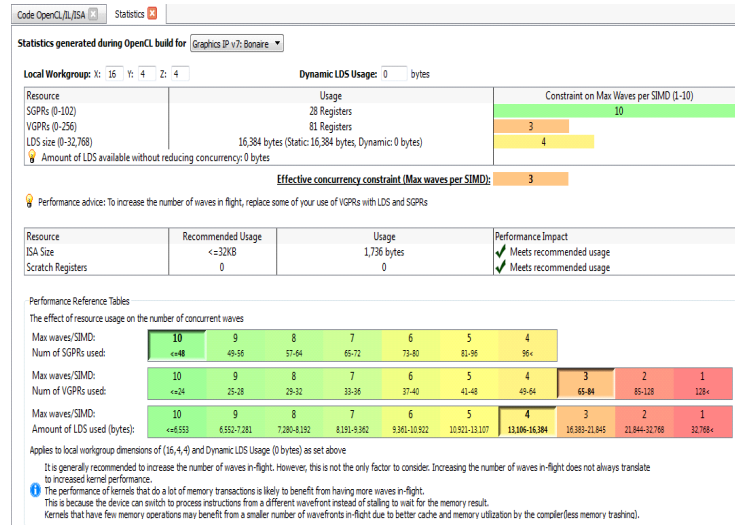 Code OpenCL/IL/ISA Statistics
Statistics generated during OpenCL build for Graphics IP v7: Bonaire
Local Workgroup: X: 16 Y: 4 Z: 4 Dynamic LDS Usage: 0 bytes
Resource Usage Constraint on Max Waves per SIMD (1-10)
SGPRs (0-102) 28 Registers 10
VGPRs (0-256) 81 Registers 3
LDS size (0-32,768) 16,384 bytes (Static: 16,384 bytes, Dynamic: 0 bytes) 4
Amount of LDS available without reducing concurrency: 0 bytes
Effective concurrency constraint (Max waves per SIMD): 3
Performance advice: To increase the number of waves in flight, replace some of your use of VGPRs with LDS and SGPRs
Resource Recommended Usage Usage Performance Impact
ISA Size <=32KB 1,736 bytes Meets recommended usage
Scratch Registers 0 0 Meets recommended usage
Performance Reference Tables
The effect of resource usage on the number of concurrent waves
Max waves/SIMD: 10 9 8 7 6 5 4
Num of SGPRs used: <=48 49-56 57-64 65-72 73-80 81-96 96<
Max waves/SIMD: 10 9 8 7 6 5 4 3 2 1
Num of VGPRs used: <=24 25-28 29-32 33-36 37-40 41-48 49-64 65-84 85-128 128<
Max waves/SIMD: 10 9 8 7 6 5 4 3 2 1
Amount of LDS used (bytes): <=6,553 6,552-7,281 7,280-8,192 8,191-9,362 9,361-10,922 10,921-13,107 13,106-16,384 16,383-21,845 21,844-32,768 32,768<
Applies to local workgroup dimensions of (16,4,4) and Dynamic LDS Usage (0 bytes) as set above
It is generally recommended to increase the number of waves in-flight. However, this is not the only factor to consider. Increasing the number of waves in-flight does not always translate
to increased kernel performance.
The performance of kernels that do a lot of memory transactions is likely to benefit from having more waves in-flight.
This is because the device can switch to process instructions from a different wavefront instead of stalling to wait for the memory result.
Kernels that have few memory operations may benefit from a smaller number of wavefronts in-flight due to better cache and memory utilization by the compiler(less memory trashing).